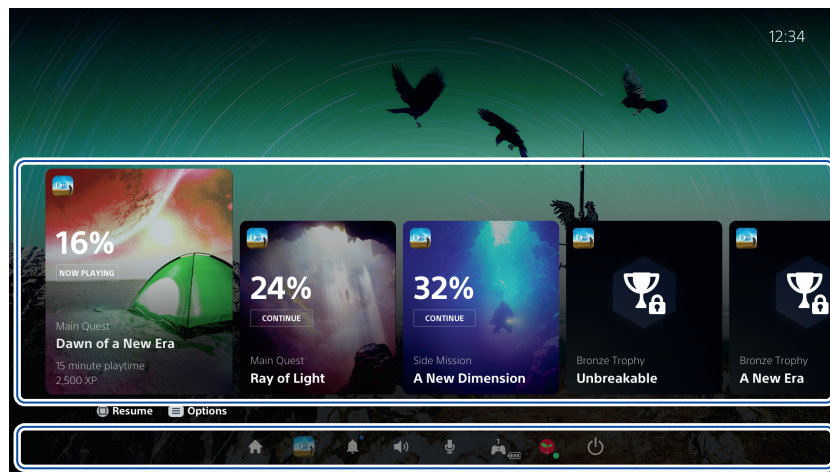 12:34
16%
NOW PLAYING
Main Quest
Dawn of a New Era
15 minute playtime
2,500 XP
24%
CONTINUE
Main Quest
Ray of Light
32%
CONTINUE
Side Mission
A New Dimension
Bronze Trophy
Unbreakable
Bronze Trophy
A New Era
Resume
Options
1